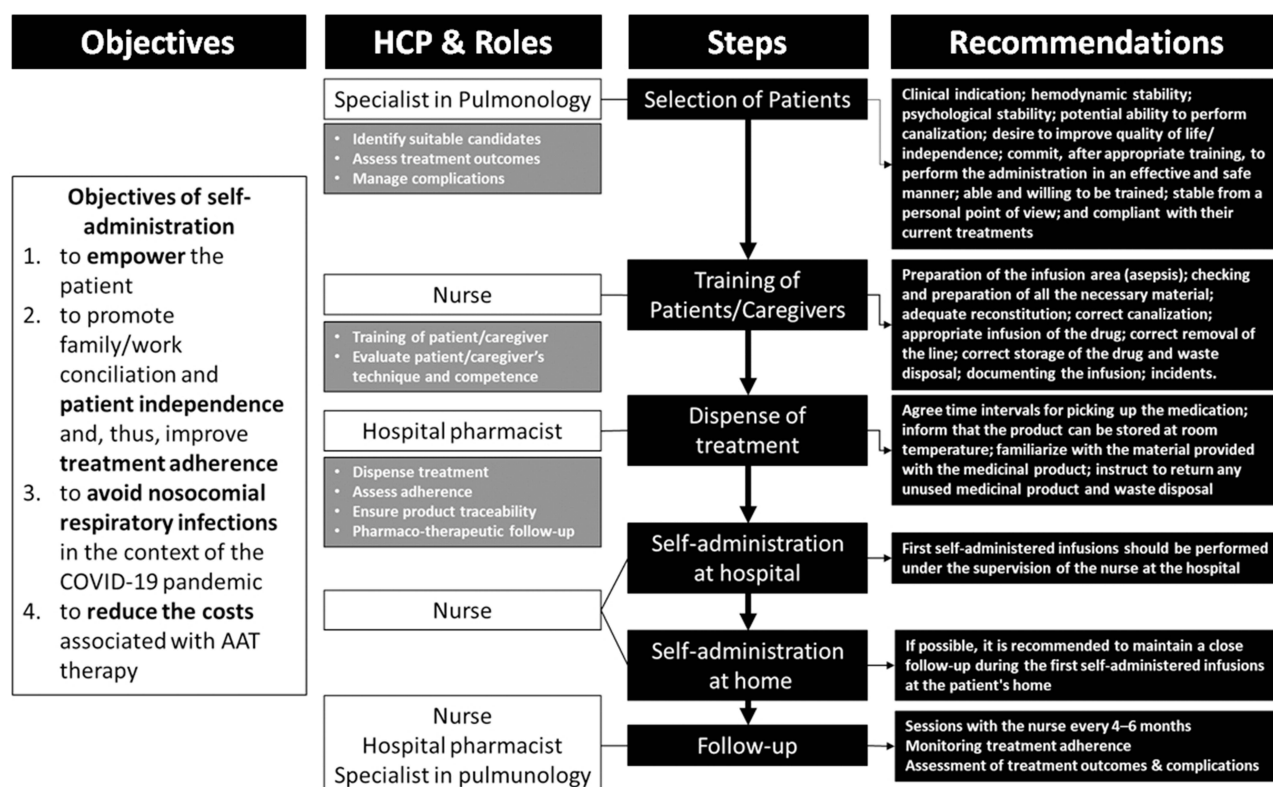 Objectives
HCP & Roles
Steps
Recommendations
Objectives of self-
administration
1. to empower the
patient
2. to promote
family/work
conciliation and
patient independence
and, thus, improve
treatment adherence
3. to avoid nosocomial
respiratory infections
in the context of the
COVID-19 pandemic
4. to reduce the costs
associated with AAT
therapy
Specialist in Pulmonology
• Identify suitable candidates
• Assess treatment outcomes
• Manage complications
Selection of Patients
Clinical indication; hemodynamic stability;
psychological stability; potential ability to perform
canalization; desire to improve quality of life/
independence; commit, after appropriate training, to
perform the administration in an effective and safe
manner; able and willing to be trained; stable from a
personal point of view; and compliant with their
current treatments
Nurse
• Training of patient/caregiver
• Evaluate patient/caregiver's
technique and competence
Training of
Patients/Caregivers
Preparation of the infusion area (asepsis); checking
and preparation of all the necessary material;
adequate reconstitution; correct canalization;
appropriate infusion of the drug; correct removal of
the line; correct storage of the drug and waste
disposal; documenting the infusion; incidents.
Hospital pharmacist
• Dispense treatment
• Assess adherence
• Ensure product traceability
• Pharmaco-therapeutic follow-up
Dispense of
treatment
Agree time intervals for picking up the medication;
inform that the product can be stored at room
temperature; familiarize with the material provided
with the medicinal product; instruct to return any
unused medicinal product and waste disposal
Nurse
Self-administration
at hospital
First self-administered infusions should be performed
under the supervision of the nurse at the hospital
Self-administration
at home
If possible, it is recommended to maintain a close
follow-up during the first self-administered infusions
at the patient's home
Nurse
Hospital pharmacist
Specialist in pulmunology
Follow-up
Sessions with the nurse every 4–6 months
Monitoring treatment adherence
Assessment of treatment outcomes & complications